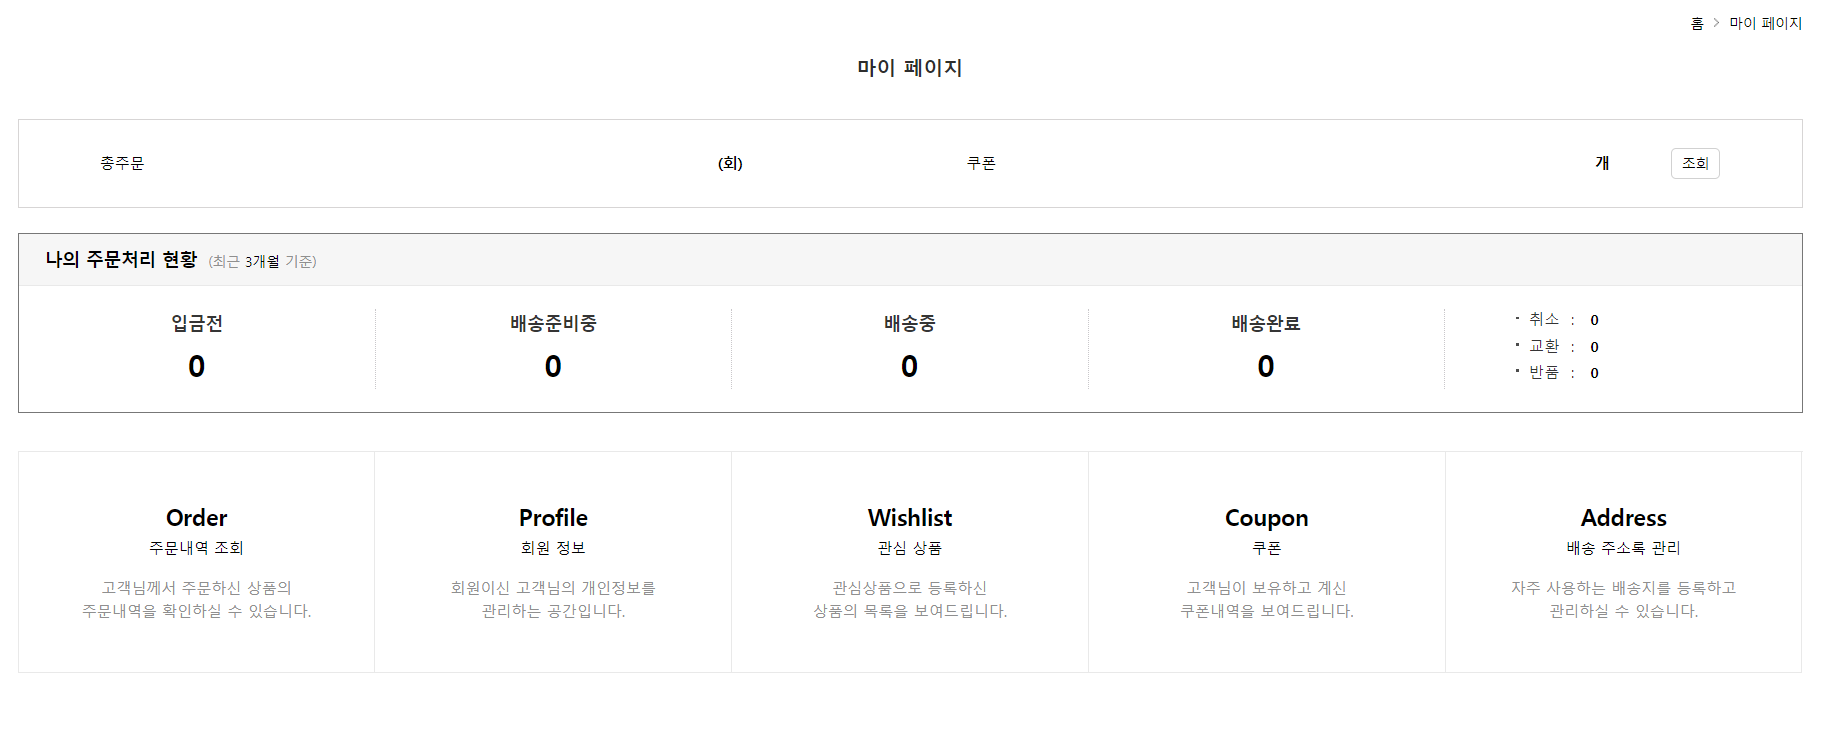 홈 > 마이 페이지
마이 페이지
총주문 (회) 쿠폰 개 조회
나의 주문처리 현황 (최근 3개월 기준)
입금전 배송준비중 배송중 배송완료
0 0 0 0
· 취소 : 0
· 교환 : 0
· 반품 : 0
Order
주문내역 조회
고객님께서 주문하신 상품의
주문내역을 확인하실 수 있습니다.
Profile
회원 정보
회원이신 고객님의 개인정보를
관리하는 공간입니다.
Wishlist
관심 상품
관심상품으로 등록하신
상품의 목록을 보여드립니다.
Coupon
쿠폰
고객님이 보유하고 계신
쿠폰내역을 보여드립니다.
Address
배송 주소록 관리
자주 사용하는 배송지를 등록하고
관리하실 수 있습니다.